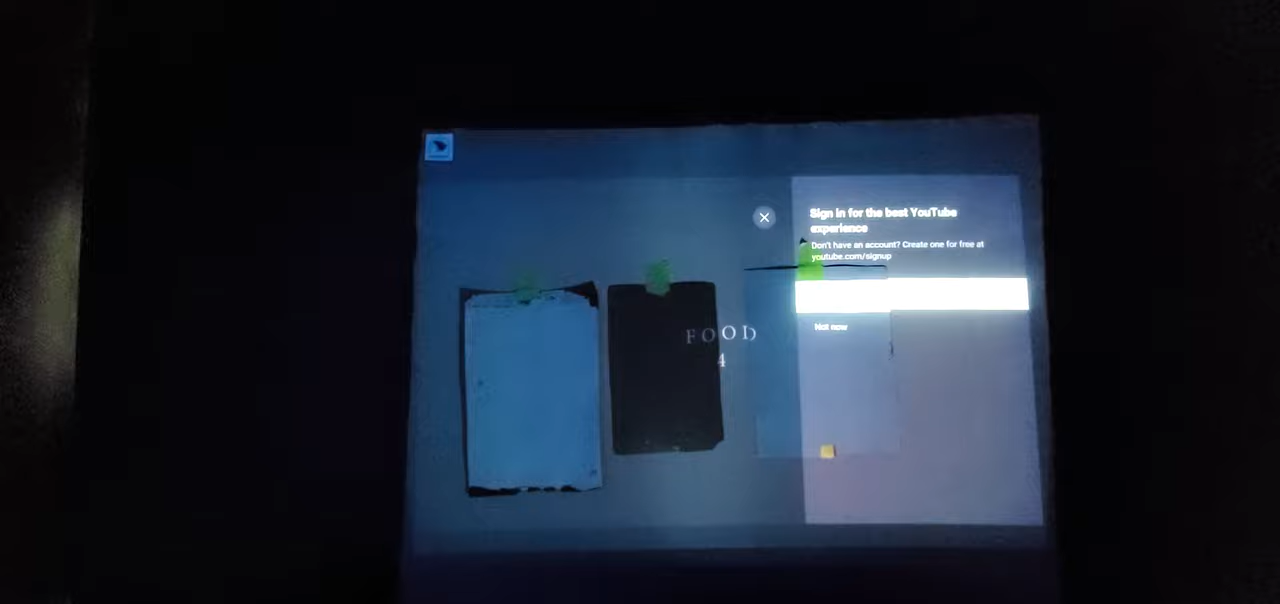 Sign in for the best YouTube
experience
Don't have an account? Create one for free at
youtube.com/signup
Not now
FOOD
4